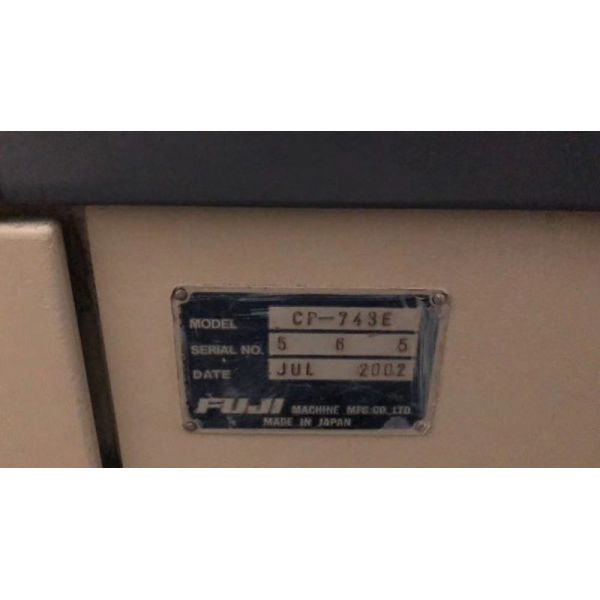 MODEL CP-743E
SERIAL NO. 5 6 5
DATE JUL 2002
FUJI MACHINE MFG. CO., LTD.
MADE IN JAPAN